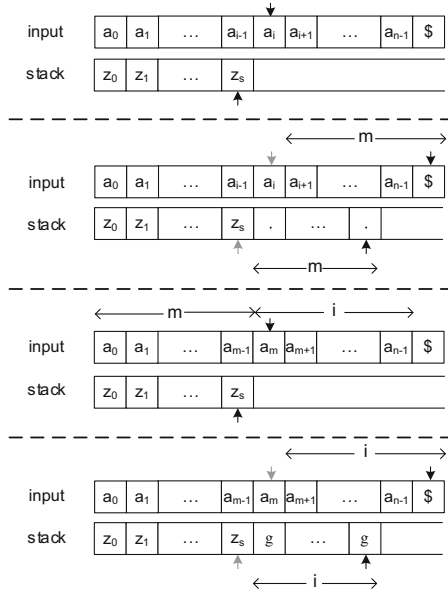 input a₀ a₁ … aᵢ₋₁ aᵢ aᵢ₊₁ … aₙ₋₁ $
stack z₀ z₁ … zₛ
m
input a₀ a₁ … aᵢ₋₁ aᵢ aᵢ₊₁ … aₙ₋₁ $
stack z₀ z₁ … zₛ . … .
m
m i
input a₀ a₁ … aₘ₋₁ aₘ aₘ₊₁ … aₙ₋₁ $
stack z₀ z₁ … zₛ
i
input a₀ a₁ … aₘ₋₁ aₘ aₘ₊₁ … aₙ₋₁ $
stack z₀ z₁ … zₛ g … g
i